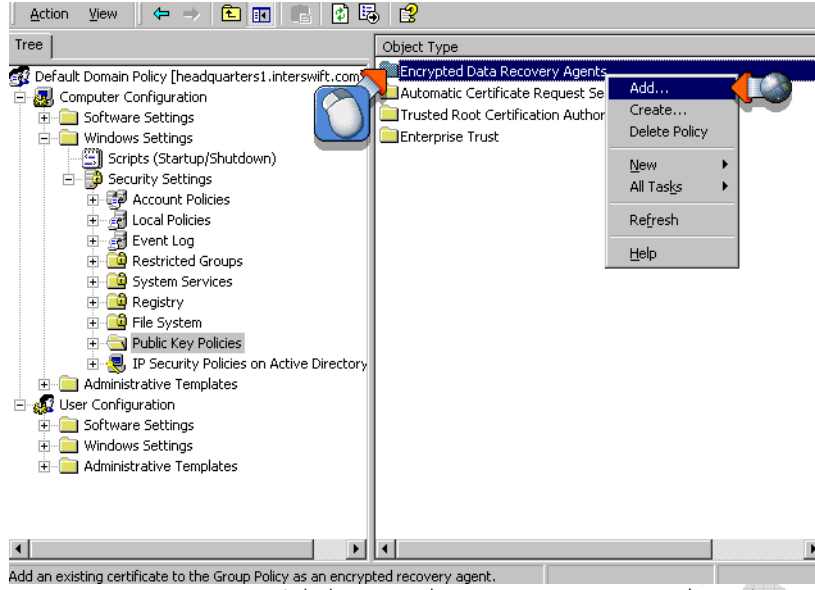 Action View
Tree
Default Domain Policy [headquarters1.interswift.com]
Computer Configuration
Software Settings
Windows Settings
Scripts (Startup/Shutdown)
Security Settings
Account Policies
Local Policies
Event Log
Restricted Groups
System Services
Registry
File System
Public Key Policies
IP Security Policies on Active Directory
Administrative Templates
User Configuration
Software Settings
Windows Settings
Administrative Templates
Object Type
Encrypted Data Recovery Agents
Automatic Certificate Request Se
Trusted Root Certification Author
Enterprise Trust
Add...
Create...
Delete Policy
New
All Tasks
Refresh
Help
Add an existing certificate to the Group Policy as an encrypted recovery agent.